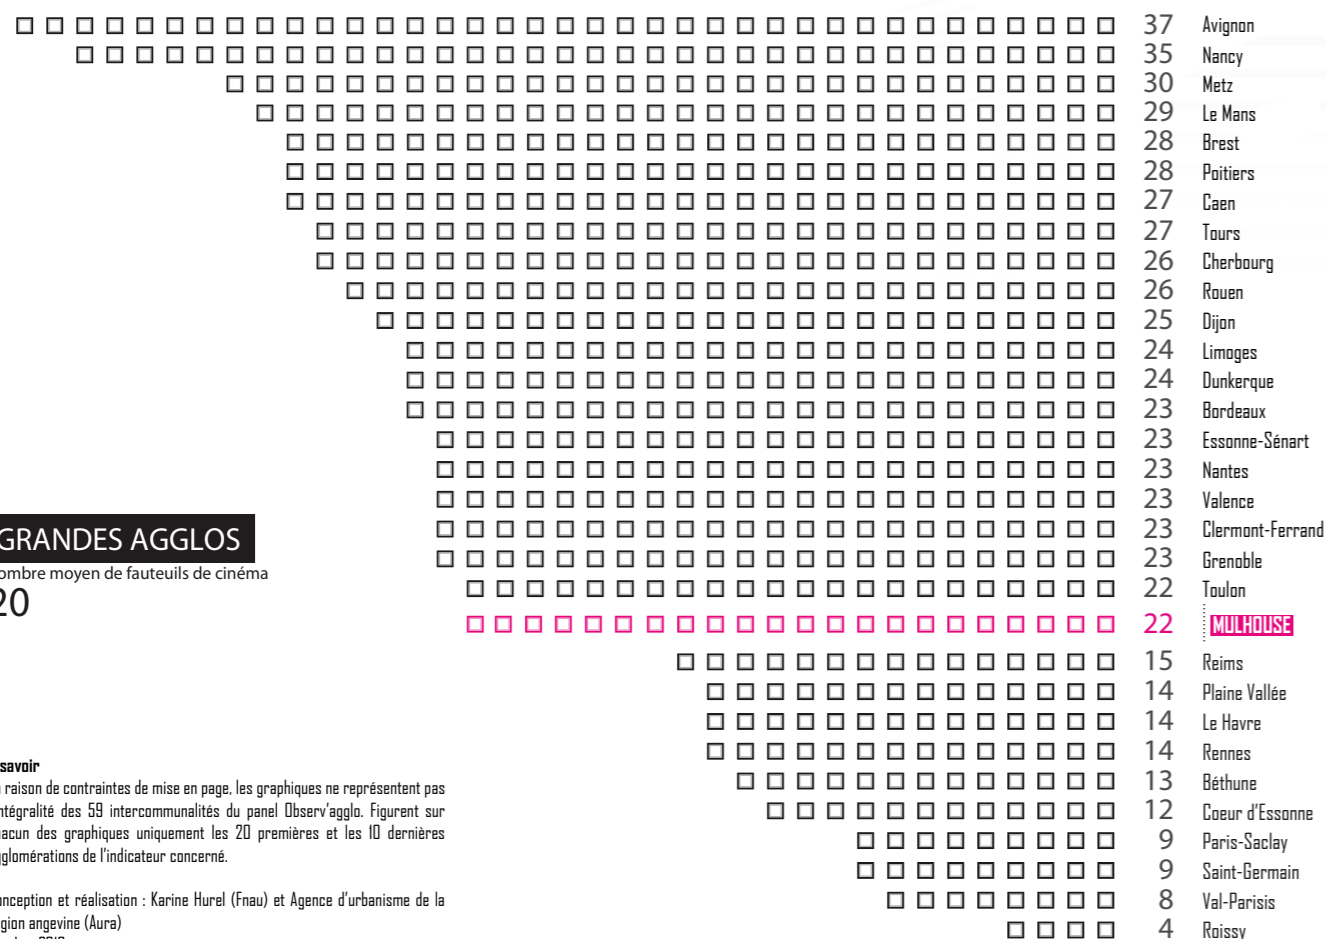 37 Avignon
35 Nancy
30 Metz
29 Le Mans
28 Brest
28 Poitiers
27 Caen
27 Tours
26 Cherbourg
26 Rouen
25 Dijon
24 Limoges
24 Dunkerque
23 Bordeaux
23 Essonne-Sénart
23 Nantes
23 Valence
23 Clermont-Ferrand
23 Grenoble
22 Toulon
22 MULHOUSE
15 Reims
14 Plaine Vallée
14 Le Havre
14 Rennes
13 Béthune
12 Coeur d'Essonne
9 Paris-Saclay
9 Saint-Germain
8 Val-Parisis
4 Roissy
GRANDES AGGLOS
ombre moyen de fauteuils de cinéma
20
savoir
raison de contraintes de mise en page, les graphiques ne représentent pas
intégralité des 59 intercommunalités du panel Observ'agglo. Figurent sur
acun des graphiques uniquement les 20 premières et les 10 dernières
glomérations de l'indicateur concerné.
nception et réalisation : Karine Hurel (Fnau) et Agence d'urbanisme de la
gion angevine (Aura)